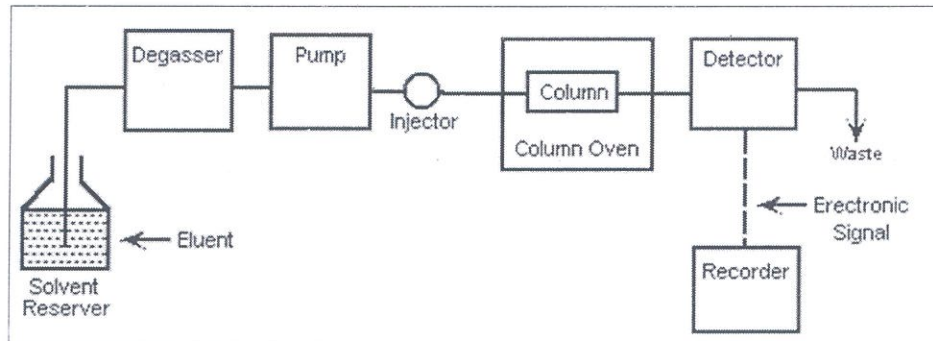 Degasser
Pump
Injector
Column
Column Oven
Detector
Waste
Eluent
Solvent
Reserver
Erectronic
Signal
Recorder